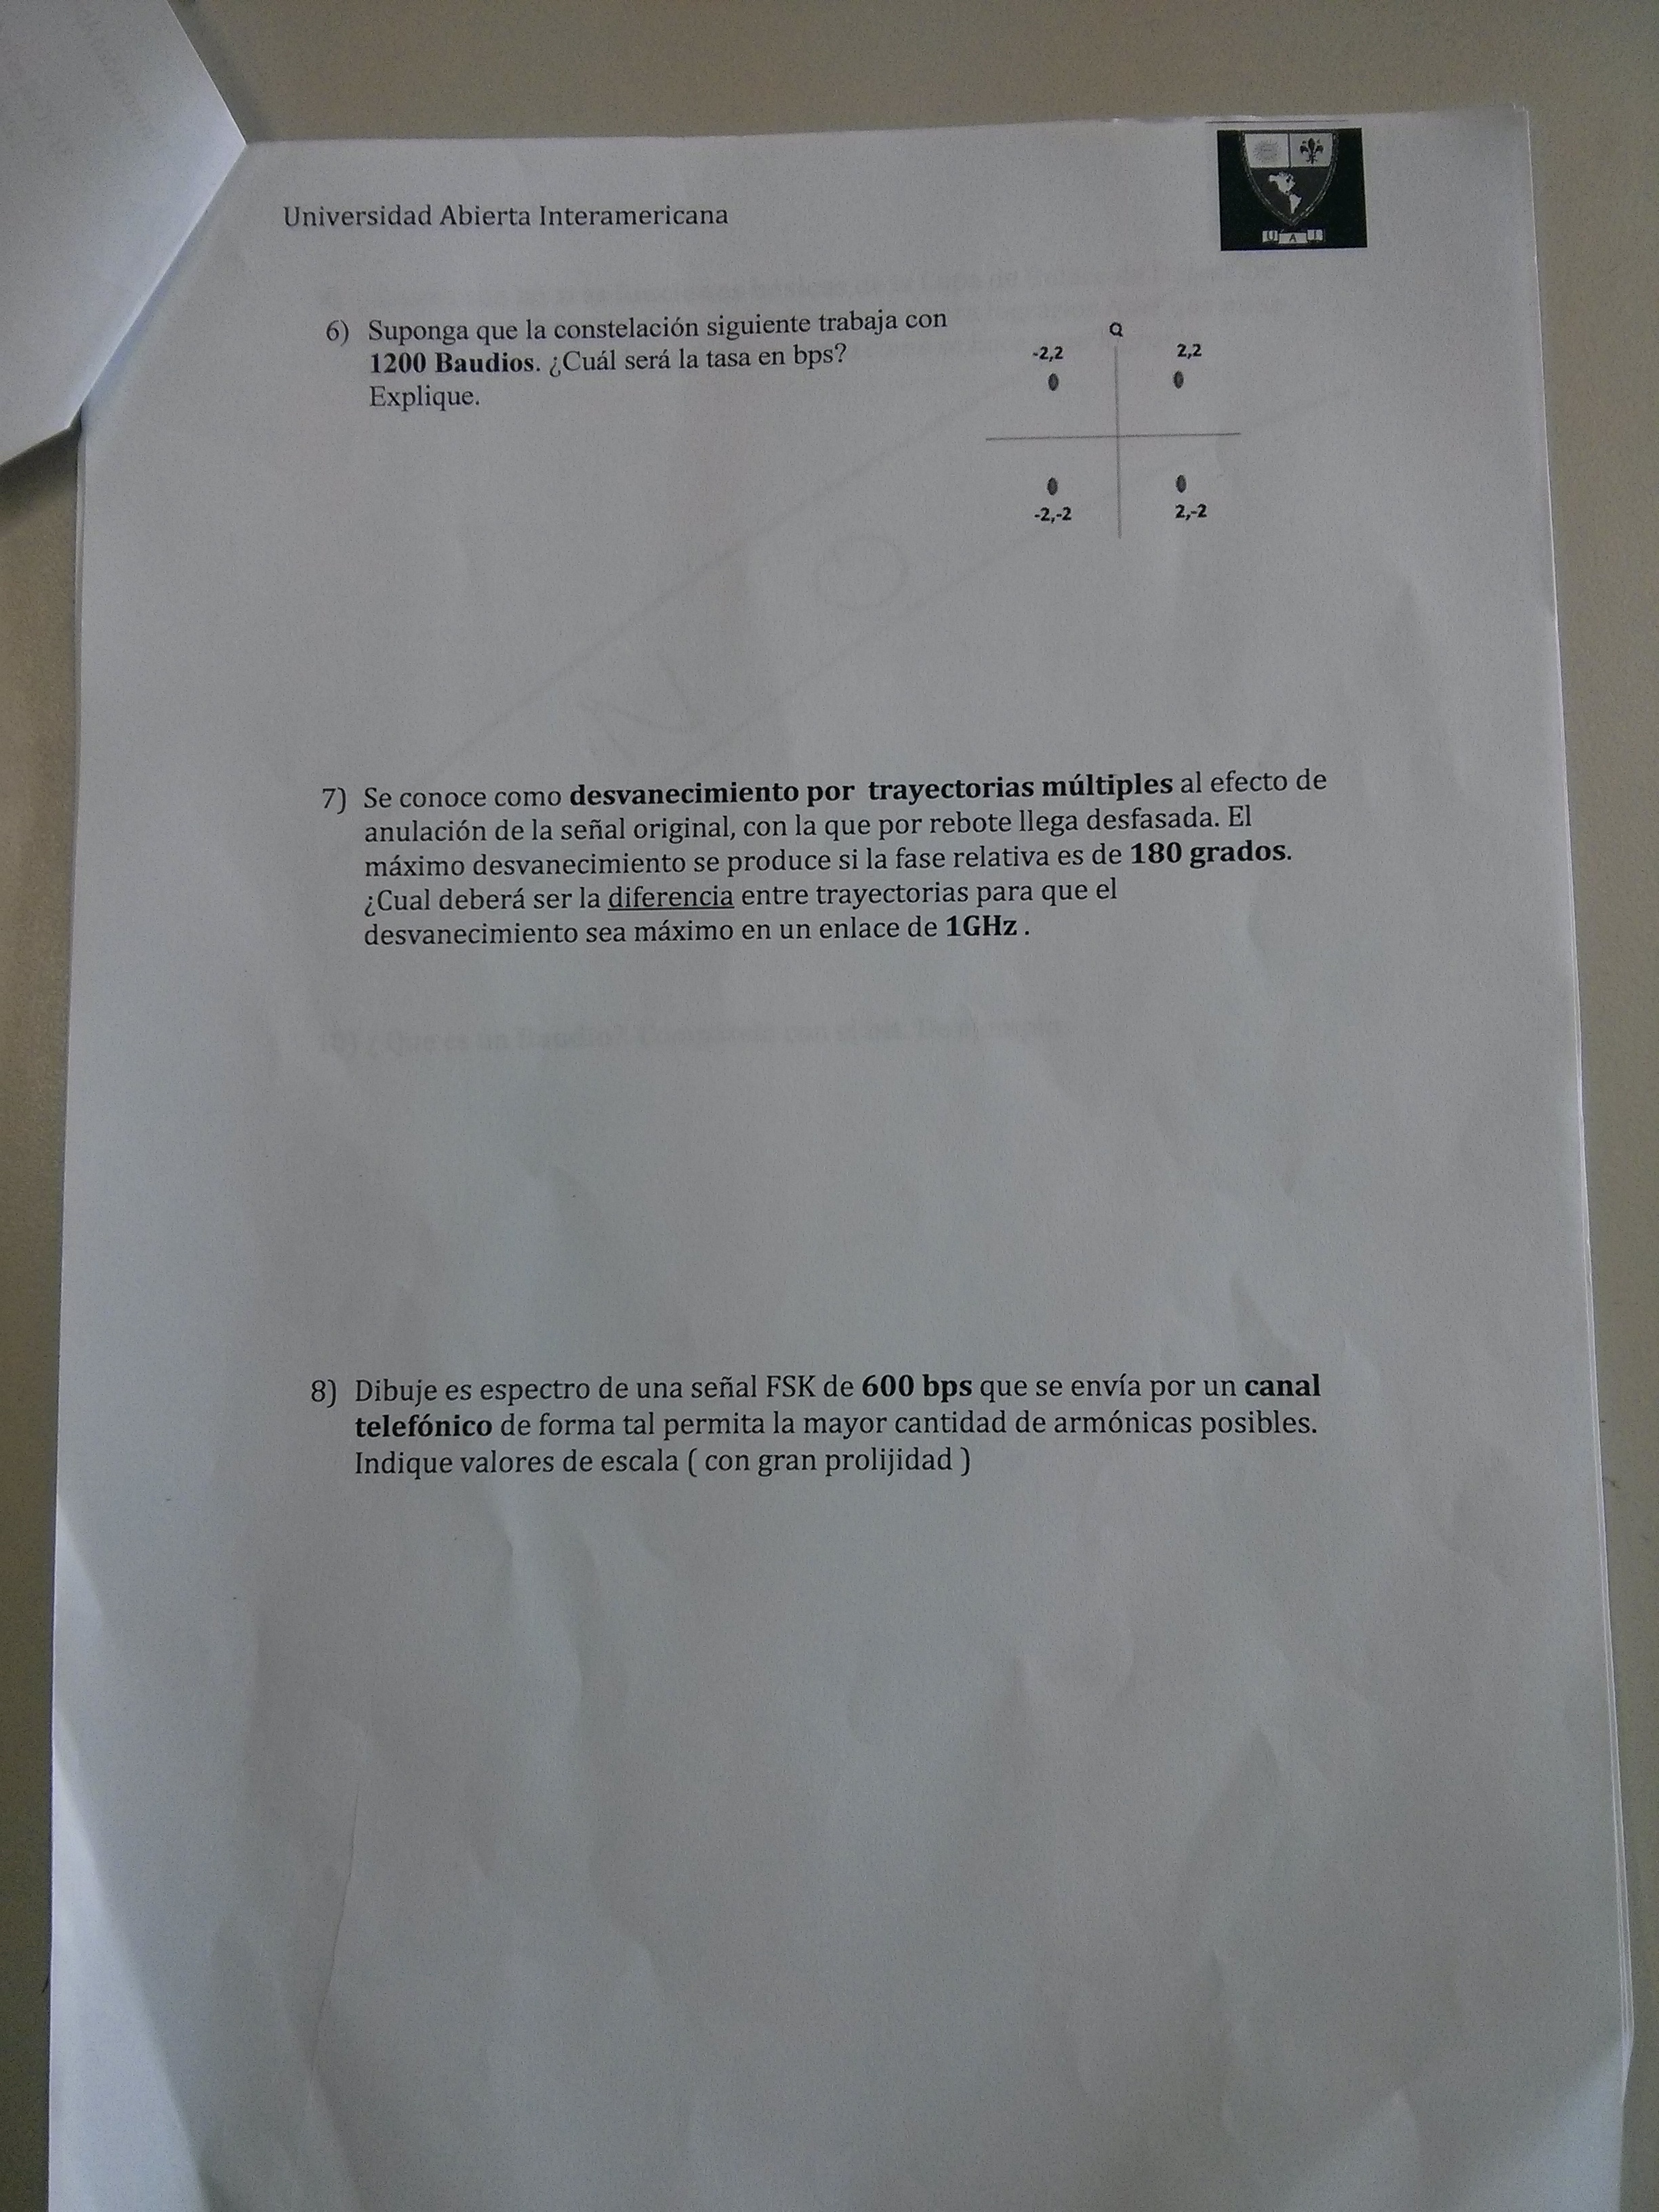 Universidad Abierta Interamericana
U A I
6) Suponga que la constelación siguiente trabaja con
1200 Baudios. ¿Cuál será la tasa en bps?
Explique.
Q
-2,2 2,2
-2,-2 2,-2
7) Se conoce como desvanecimiento por trayectorias múltiples al efecto de
anulación de la señal original, con la que por rebote llega desfasada. El
máximo desvanecimiento se produce si la fase relativa es de 180 grados.
¿Cual deberá ser la diferencia entre trayectorias para que el
desvanecimiento sea máximo en un enlace de 1GHz .
8) Dibuje es espectro de una señal FSK de 600 bps que se envía por un canal
telefónico de forma tal permita la mayor cantidad de armónicas posibles.
Indique valores de escala ( con gran prolijidad )